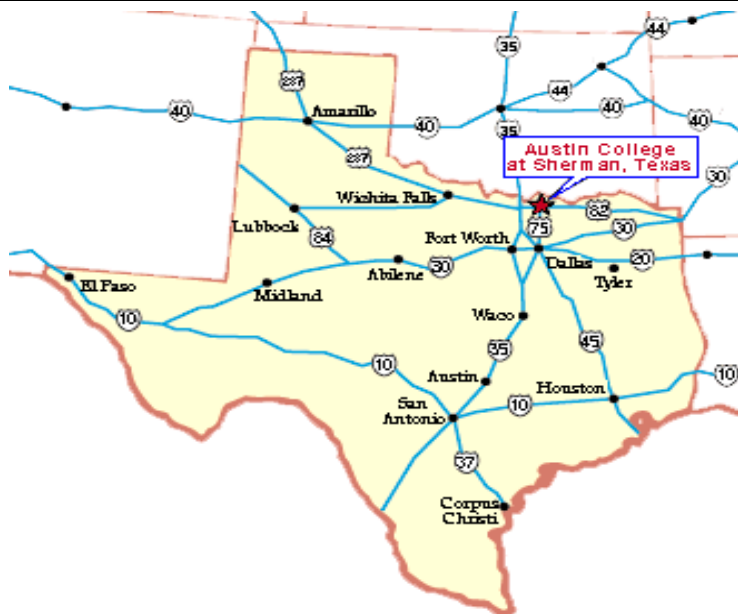 44
35
287
44
40
40
40
40
Amarillo
35
Austin College
at Sherman, Texas
287
30
Wichita Falls
82
Lubbock
75
30
84
Fort Worth
Dallas
20
Abilene
30
El Paso
Midland
Tyler
10
Waco
45
35
10
10
Austin
Houston
San
Antonio
10
37
Corpus
Christi